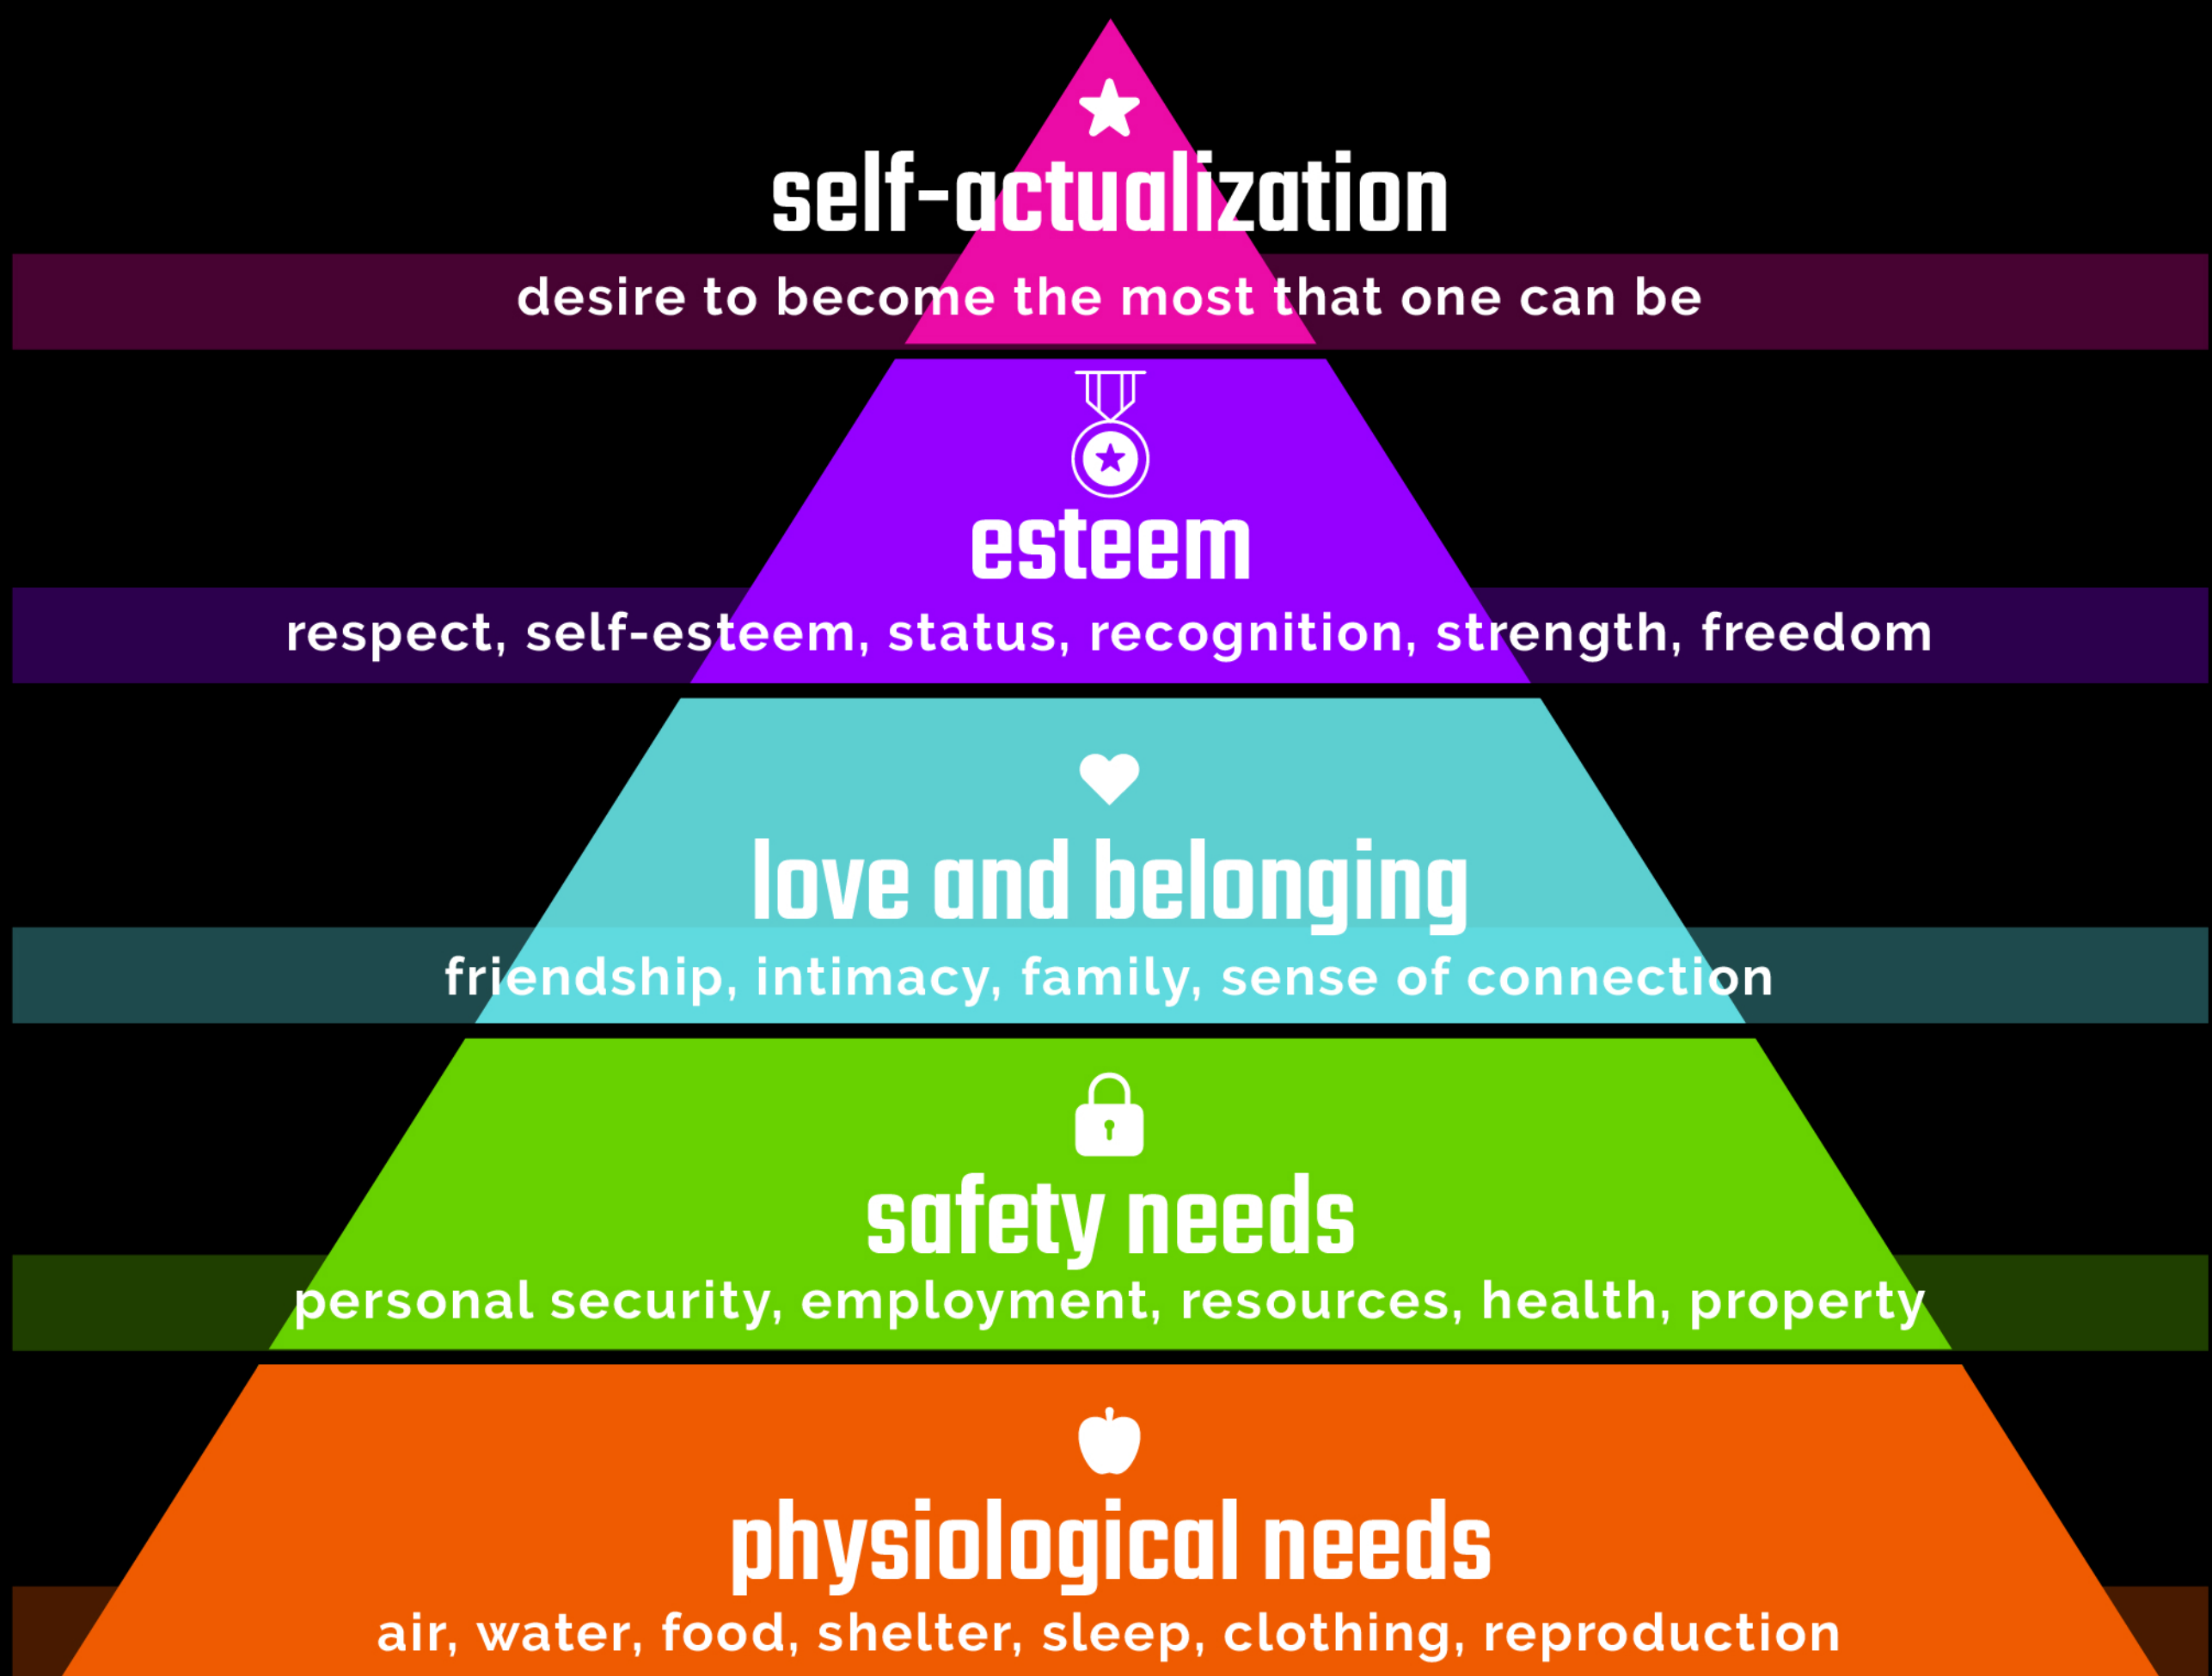 self-actualization
desire to become the most that one can be
esteem
respect, self-esteem, status, recognition, strength, freedom
love and belonging
friendship, intimacy, family, sense of connection
safety needs
personal security, employment, resources, health, property
physiological needs
air, water, food, shelter, sleep, clothing, reproduction